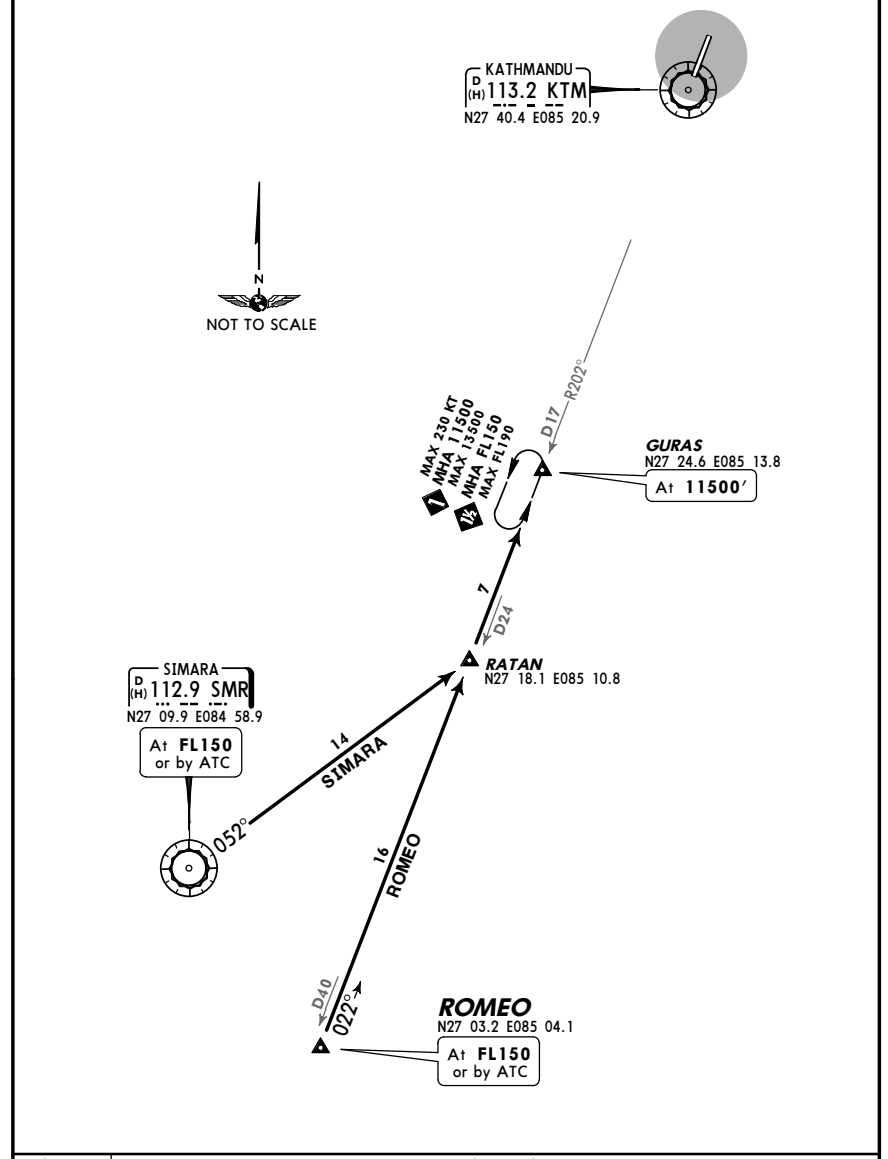 KATHMANDU
D
(H) 113.2 KTM
N27 40.4 E085 20.9
N
NOT TO SCALE
D17
R202°
MAX 230 KT
MHA 11500
MAX 13500
MHA FL150
MAX FL190
1
1½
GURAS
N27 24.6 E085 13.8
At 11500'
7
D24
RATAN
N27 18.1 E085 10.8
SIMARA
D
(H) 112.9 SMR
N27 09.9 E084 58.9
At FL150
or by ATC
14
SIMARA
052°
16
ROMEO
D40
022°
ROMEO
N27 03.2 E085 04.1
At FL150
or by ATC